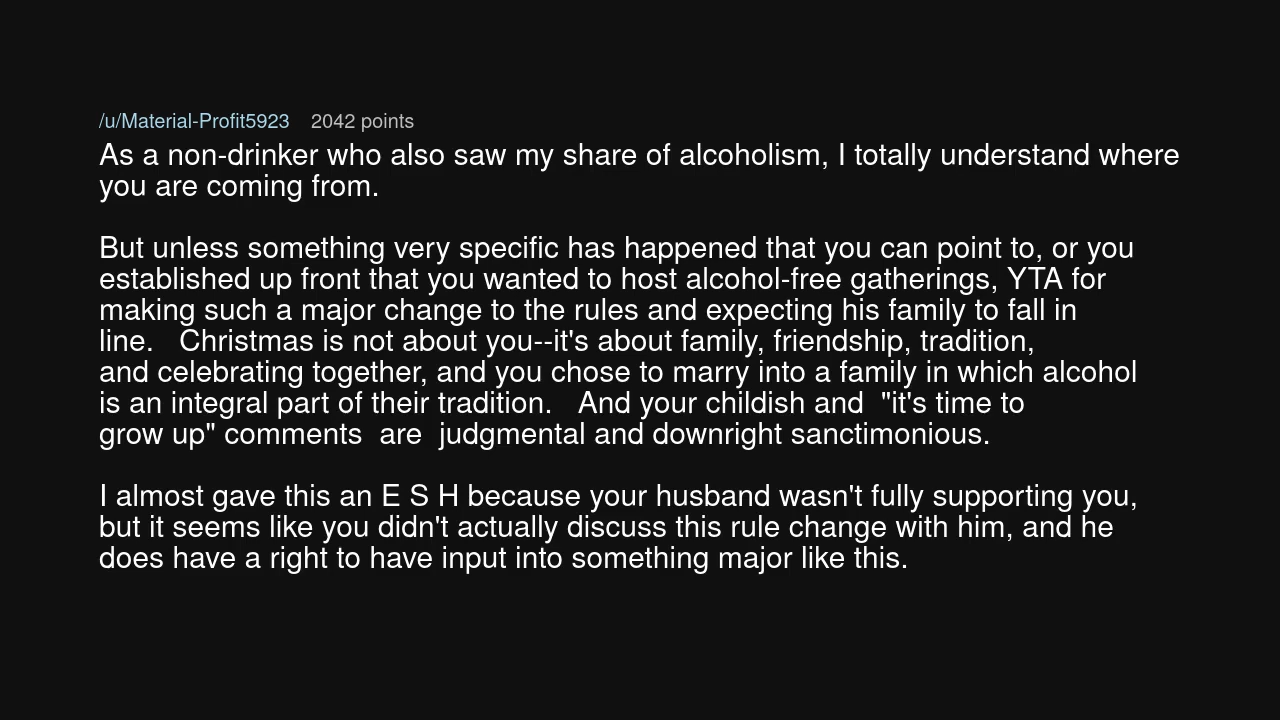 /u/Material-Profit5923 2042 points
As a non-drinker who also saw my share of alcoholism, I totally understand where
you are coming from.
But unless something very specific has happened that you can point to, or you
established up front that you wanted to host alcohol-free gatherings, YTA for
making such a major change to the rules and expecting his family to fall in
line.   Christmas is not about you--it's about family, friendship, tradition,
and celebrating together, and you chose to marry into a family in which alcohol
is an integral part of their tradition.   And your childish and  "it's time to
grow up" comments  are  judgmental and downright sanctimonious.
I almost gave this an E S H because your husband wasn't fully supporting you,
but it seems like you didn't actually discuss this rule change with him, and he
does have a right to have input into something major like this.